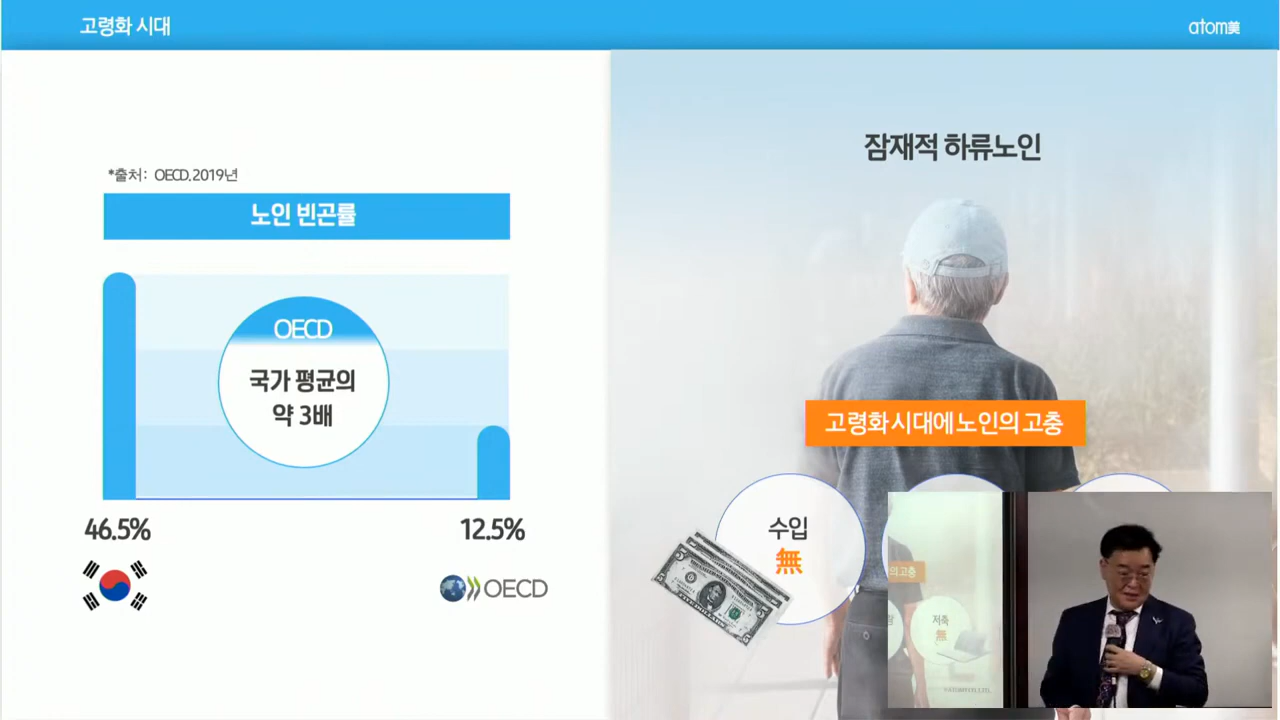 고령화 시대
atom美
*출처: OECD, 2019년
노인 빈곤률
OECD
국가 평균의
약 3배
46.5%
12.5%
OECD
잠재적 하류노인
고령화 시대에 노인의 고충
수입
無
의 고충
저축
無